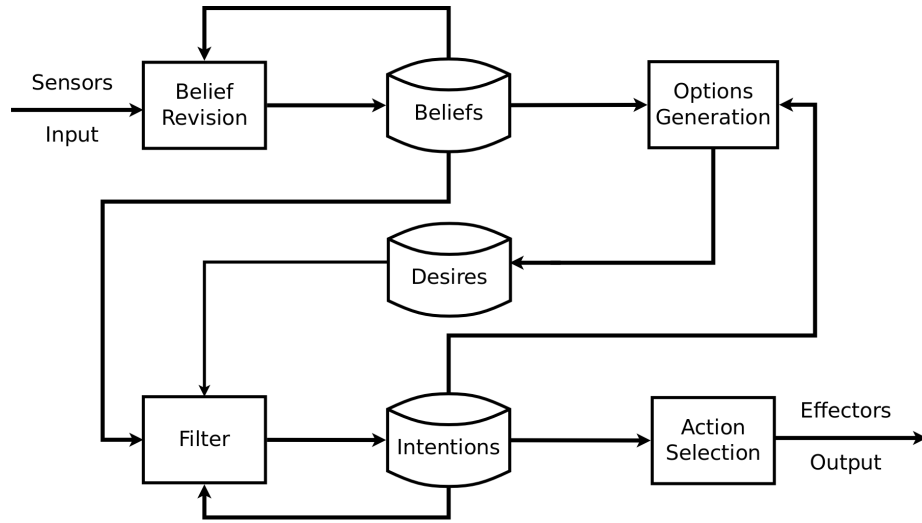 Sensors
Input
Belief
Revision
Beliefs
Options
Generation
Desires
Filter
Intentions
Action
Selection
Effectors
Output